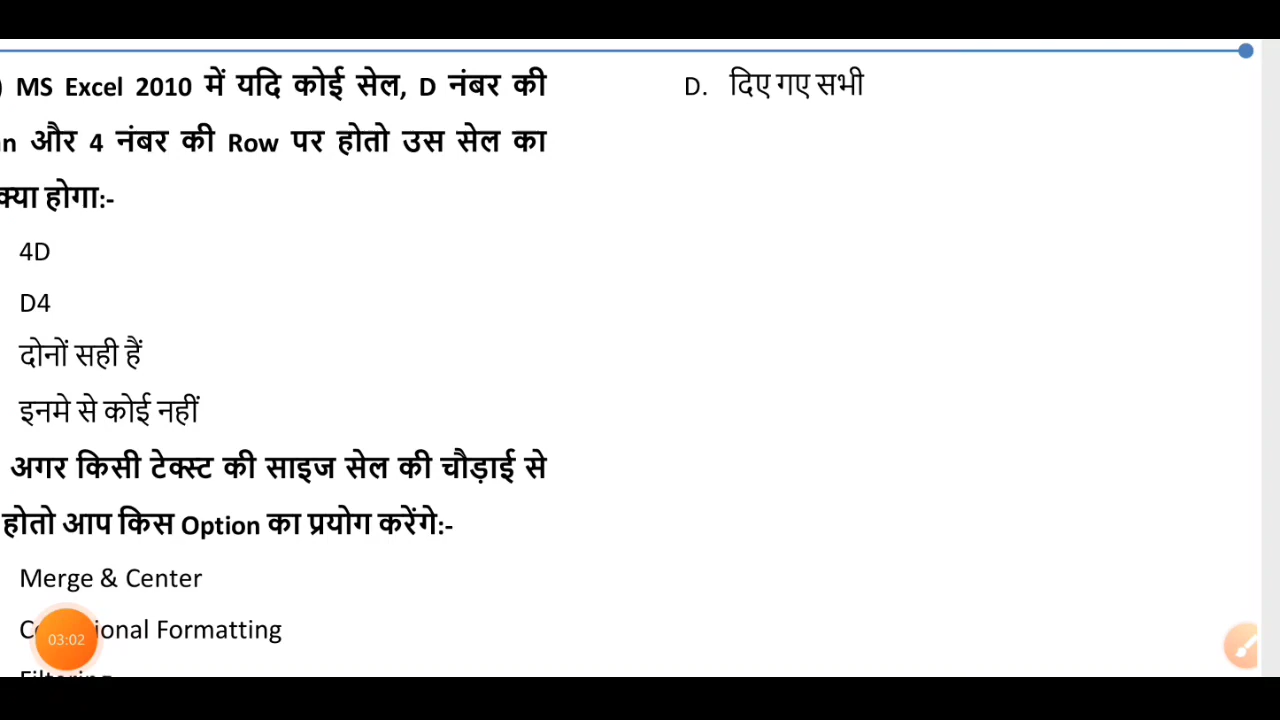 ) MS Excel 2010 में यदि कोई सेल, D नंबर की
n और 4 नंबर की Row पर होतो उस सेल का
क्या होगा:-
4D
D4
दोनों सही हैं
इनमे से कोई नहीं
अगर किसी टेक्स्ट की साइज सेल की चौड़ाई से
होतो आप किस Option का प्रयोग करेंगे:-
Merge & Center
Formatting
03:02
D. दिए गए सभी